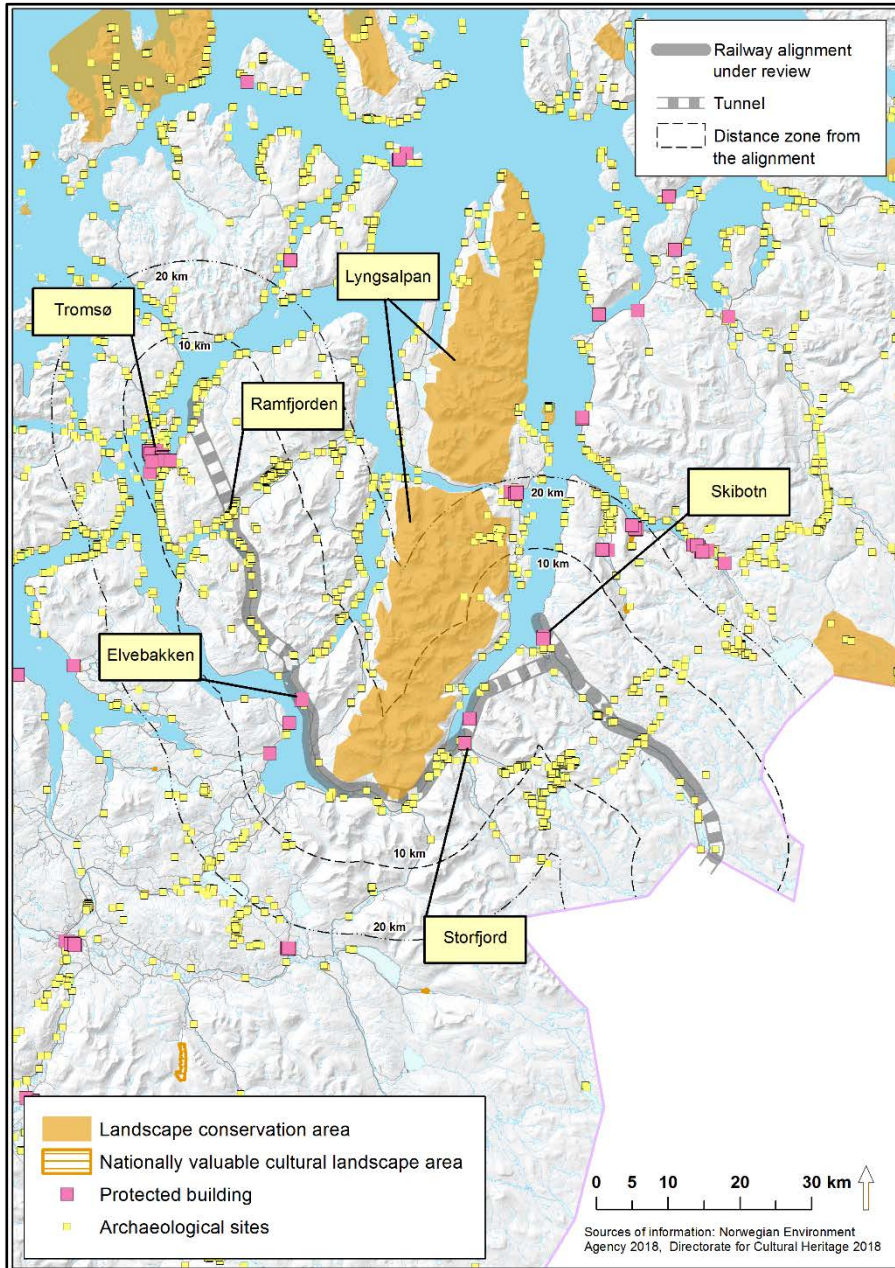 Railway alignment
under review
Tunnel
Distance zone from
the alignment
20 km
Lyngsalpan
Tromsø
10 km
Ramfjorden
Skibotn
20 km
10 km
Elvebakken
10 km
20 km
Storfjord
Landscape conservation area
Nationally valuable cultural landscape area
Protected building
Archaeological sites
0 5 10 20 30 km
Sources of information: Norwegian Environment
Agency 2018, Directorate for Cultural Heritage 2018